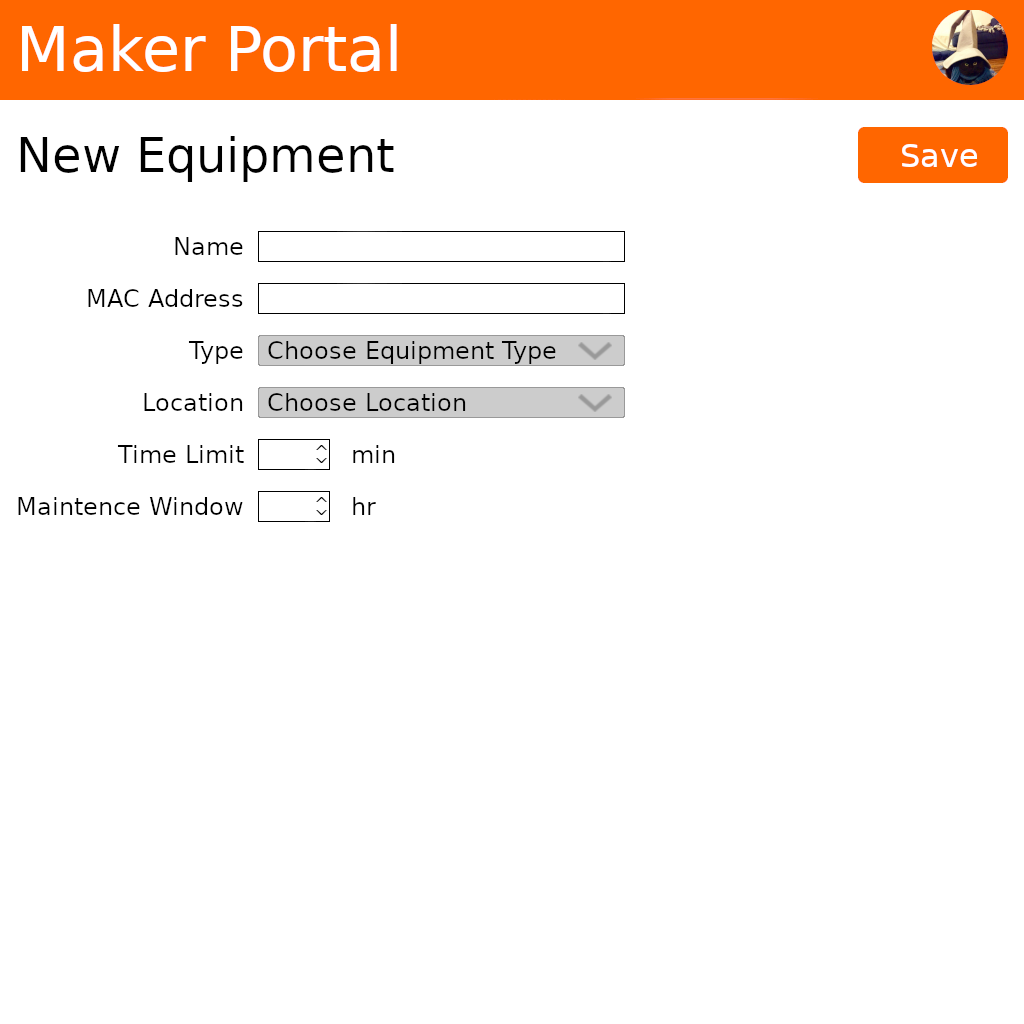 Maker Portal
New Equipment
Save
Name
MAC Address
Type Choose Equipment Type
Location Choose Location
Time Limit min
Maintence Window hr